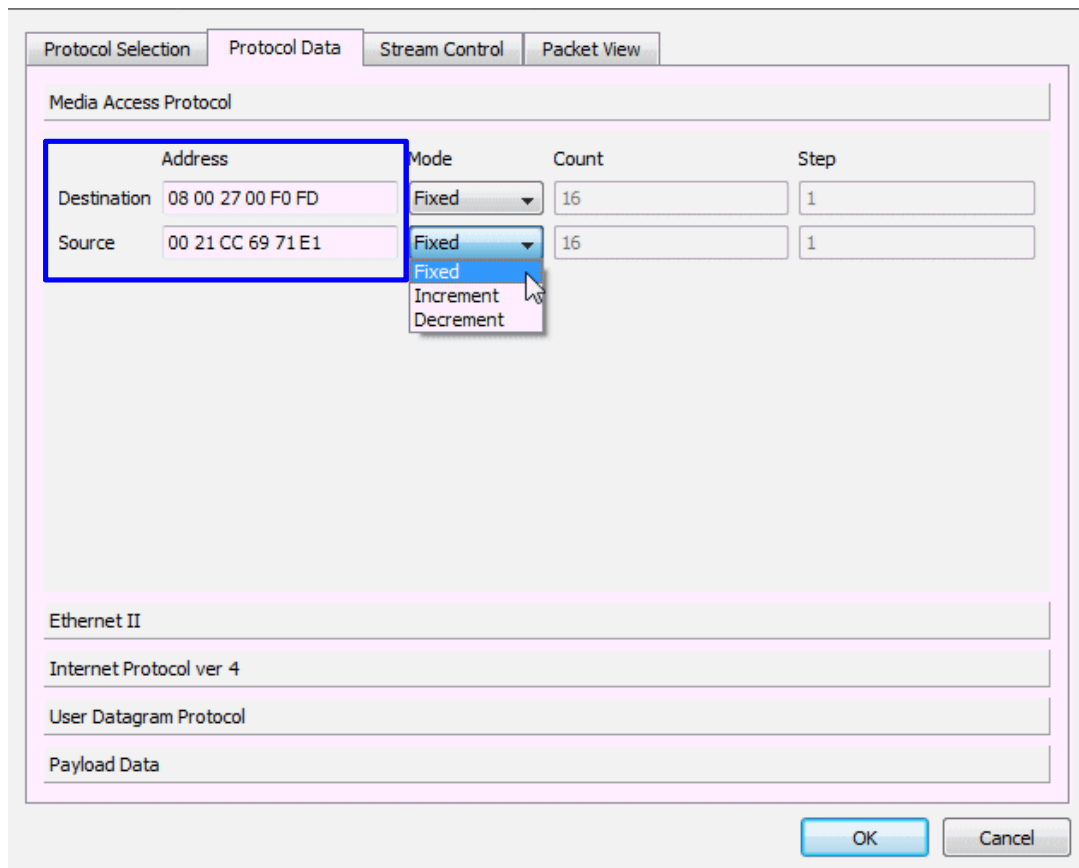 Protocol Selection Protocol Data Stream Control Packet View
Media Access Protocol
Address Mode Count Step
Destination 08 00 27 00 F0 FD Fixed 16 1
Source 00 21 CC 69 71 E1 Fixed 16 1
Fixed
Increment
Decrement
Ethernet II
Internet Protocol ver 4
User Datagram Protocol
Payload Data
OK Cancel